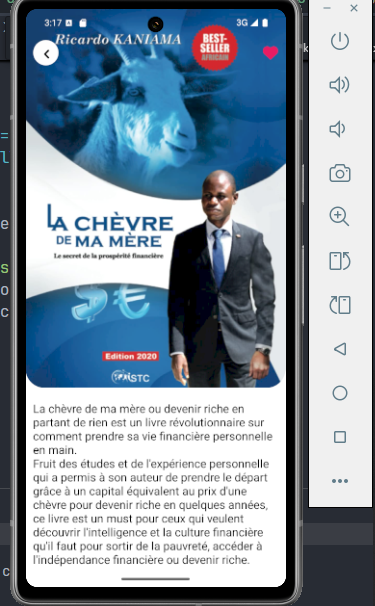 3:17
3G
Ricardo KANIAMA
BEST-
SELLER
AFRICAIN
LA CHÈVRE
DE MA MÈRE
Le secret de la prospérité financière
$€
Edition 2020
STC
La chèvre de ma mère ou devenir riche en
partant de rien est un livre révolutionnaire sur
comment prendre sa vie financière personnelle
en main.
Fruit des études et de l'expérience personnelle
qui a permis à son auteur de prendre le départ
grâce à un capital équivalent au prix d'une
chèvre pour devenir riche en quelques années,
ce livre est un must pour ceux qui veulent
découvrir l'intelligence et la culture financière
qu'il faut pour sortir de la pauvreté, accéder à
l'indépendance financière ou devenir riche.